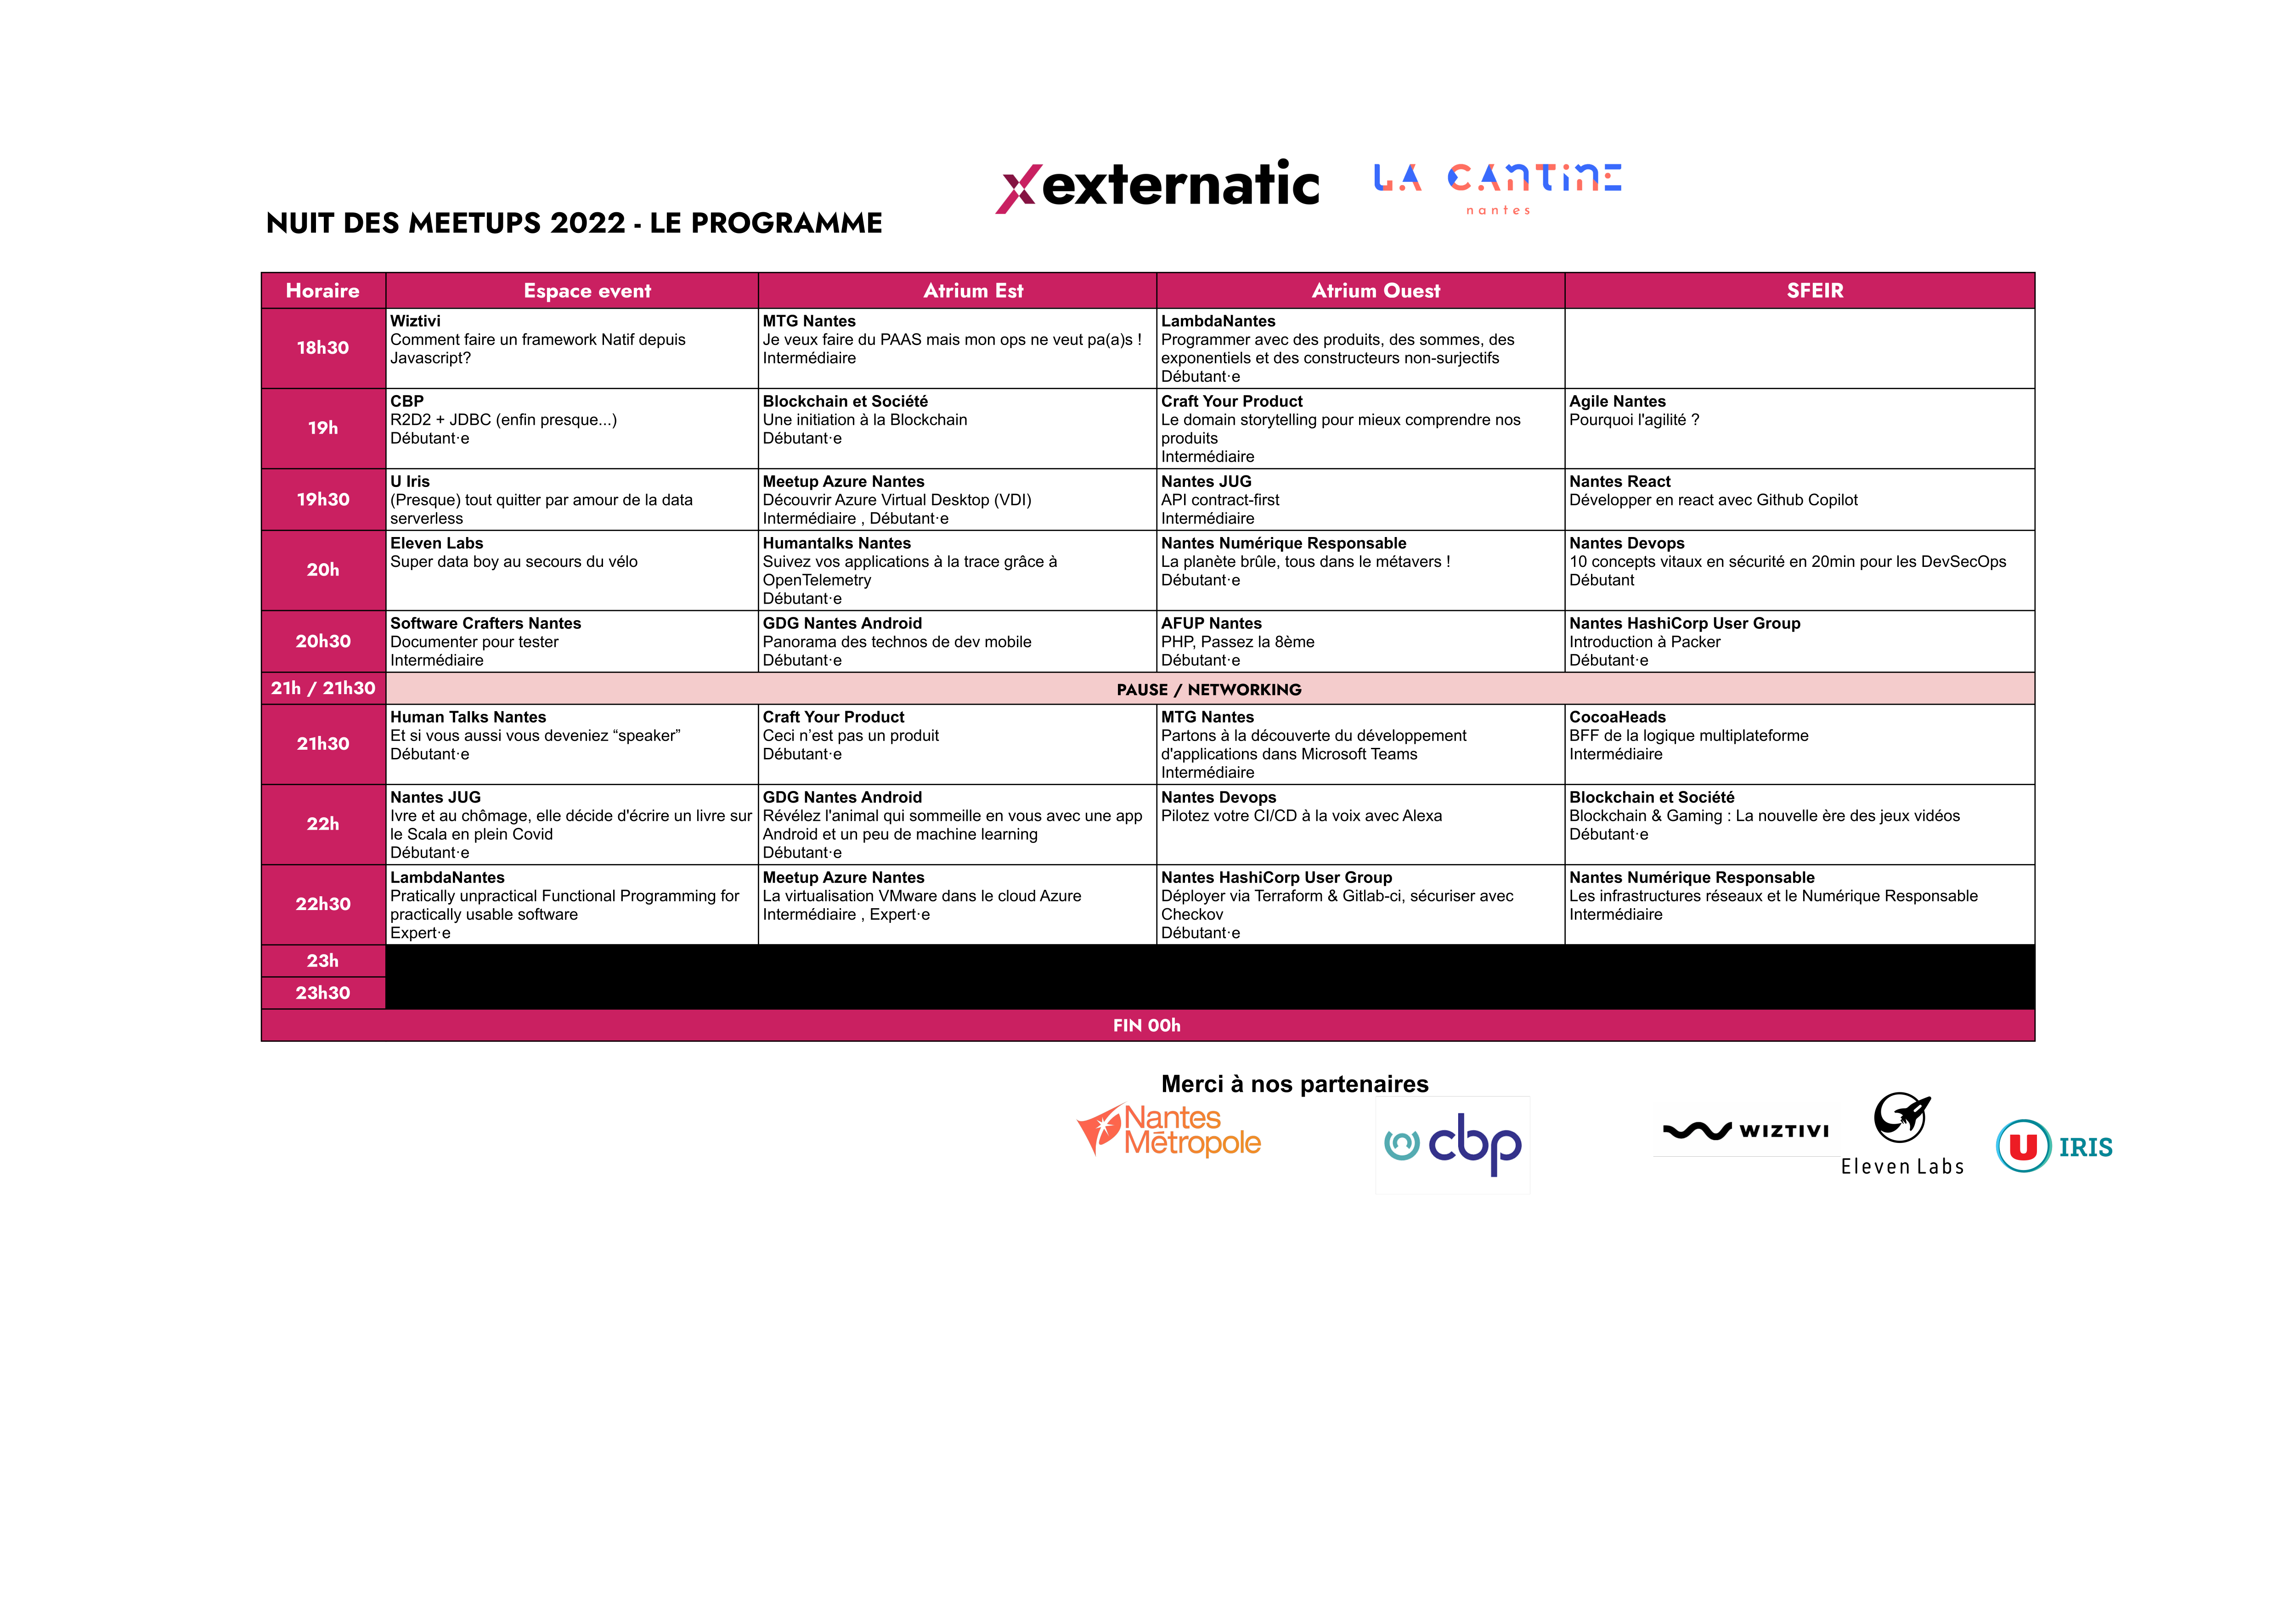 externatic
LA CANTINE
nantes
NUIT DES MEETUPS 2022 - LE PROGRAMME
Horaire
Espace event
Atrium Est
Atrium Ouest
SFEIR
18h30
Wiztivi
Comment faire un framework Natif depuis
Javascript?
MTG Nantes
Je veux faire du PAAS mais mon ops ne veut pa(a)s !
Intermédiaire
LambdaNantes
Programmer avec des produits, des sommes, des
exponentiels et des constructeurs non-surjectifs
Débutant·e
19h
CBP
R2D2 + JDBC (enfin presque...)
Débutant·e
Blockchain et Société
Une initiation à la Blockchain
Débutant·e
Craft Your Product
Le domain storytelling pour mieux comprendre nos
produits
Intermédiaire
Agile Nantes
Pourquoi l'agilité ?
19h30
U Iris
(Presque) tout quitter par amour de la data
serverless
Meetup Azure Nantes
Découvrir Azure Virtual Desktop (VDI)
Intermédiaire , Débutant·e
Nantes JUG
API contract-first
Intermédiaire
Nantes React
Développer en react avec Github Copilot
20h
Eleven Labs
Super data boy au secours du vélo
Humantalks Nantes
Suivez vos applications à la trace grâce à
OpenTelemetry
Débutant·e
Nantes Numérique Responsable
La planète brûle, tous dans le métavers !
Débutant·e
Nantes Devops
10 concepts vitaux en sécurité en 20min pour les DevSecOps
Débutant
20h30
Software Crafters Nantes
Documenter pour tester
Intermédiaire
GDG Nantes Android
Panorama des technos de dev mobile
Débutant·e
AFUP Nantes
PHP, Passez la 8ème
Débutant·e
Nantes HashiCorp User Group
Introduction à Packer
Débutant·e
21h / 21h30
PAUSE / NETWORKING
21h30
Human Talks Nantes
Et si vous aussi vous deveniez “speaker”
Débutant·e
Craft Your Product
Ceci n’est pas un produit
Débutant·e
MTG Nantes
Partons à la découverte du développement
d'applications dans Microsoft Teams
Intermédiaire
CocoaHeads
BFF de la logique multiplateforme
Intermédiaire
22h
Nantes JUG
Ivre et au chômage, elle décide d'écrire un livre sur
le Scala en plein Covid
Débutant·e
GDG Nantes Android
Révélez l'animal qui sommeille en vous avec une app
Android et un peu de machine learning
Débutant·e
Nantes Devops
Pilotez votre CI/CD à la voix avec Alexa
Blockchain et Société
Blockchain & Gaming : La nouvelle ère des jeux vidéos
Débutant·e
22h30
LambdaNantes
Pratically unpractical Functional Programming for
practically usable software
Expert·e
Meetup Azure Nantes
La virtualisation VMware dans le cloud Azure
Intermédiaire , Expert·e
Nantes HashiCorp User Group
Déployer via Terraform & Gitlab-ci, sécuriser avec
Checkov
Débutant·e
Nantes Numérique Responsable
Les infrastructures réseaux et le Numérique Responsable
Intermédiaire
23h
23h30
FIN 00h
Merci à nos partenaires
Nantes
Métropole
cbp
WIZTIVI
Eleven Labs
U IRIS